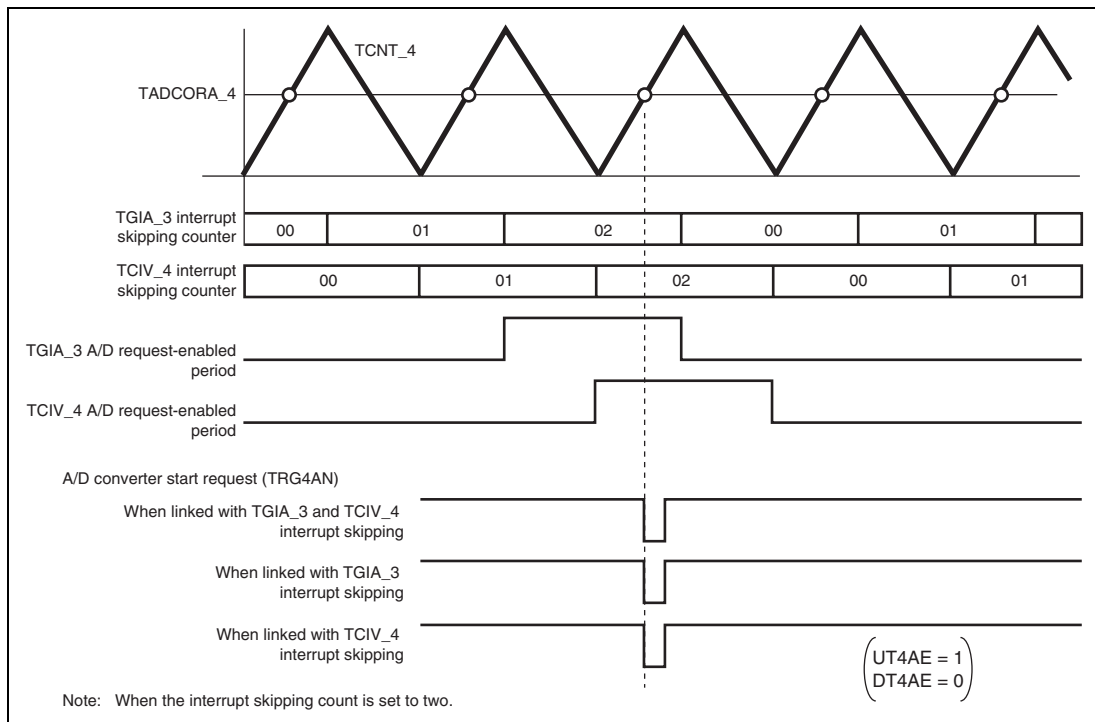 TCNT_4
TADCORA_4
TGIA_3 interrupt
skipping counter
00 01 02 00 01
TCIV_4 interrupt
skipping counter
00 01 02 00 01
TGIA_3 A/D request-enabled
period
TCIV_4 A/D request-enabled
period
A/D converter start request (TRG4AN)
When linked with TGIA_3 and TCIV_4
interrupt skipping
When linked with TGIA_3
interrupt skipping
When linked with TCIV_4
interrupt skipping
UT4AE = 1
DT4AE = 0
Note: When the interrupt skipping count is set to two.